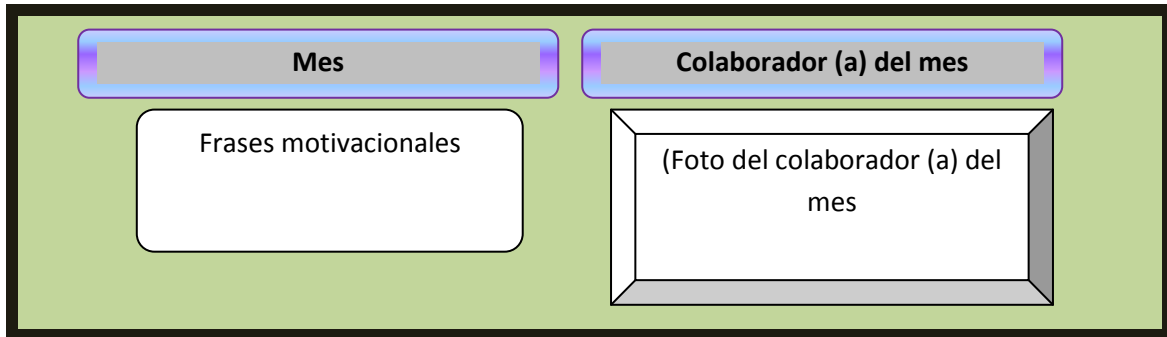 Mes
Colaborador (a) del mes
Frases motivacionales
(Foto del colaborador (a) del
mes